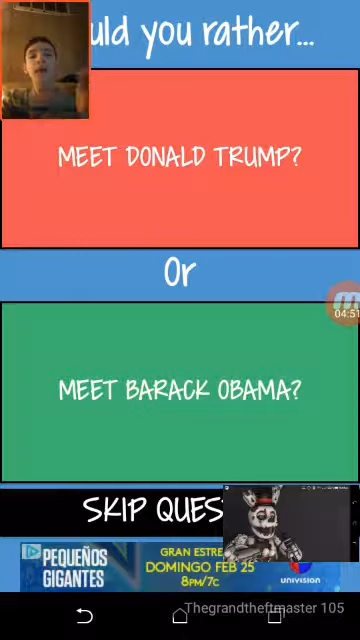 uld you rather...
MEET DONALD TRUMP?
Or
04:51
MEET BARACK OBAMA?
SKIP QUES
PEQUEÑOS
GIGANTES
GRAN ESTRE
DOMINGO FEB 25
8PM/7C
UNIVISION
Thegrandtheftmaster 105